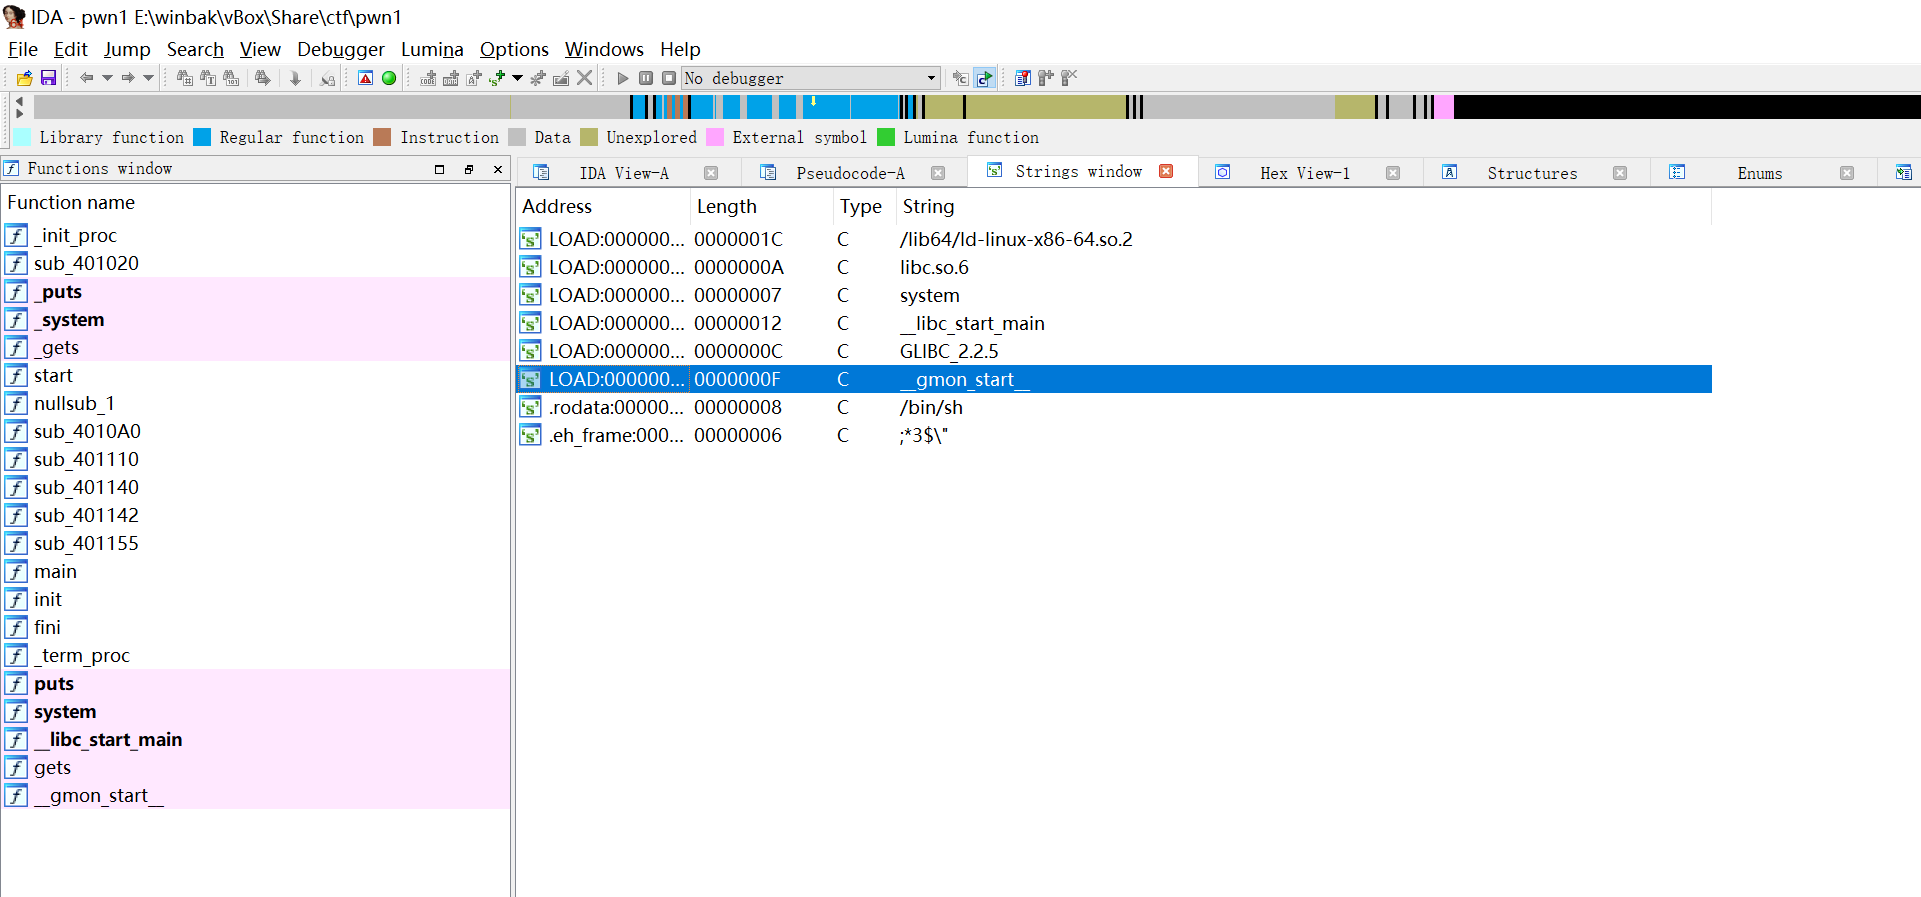 IDA - pwn1 E:\winbak\vBox\Share\ctf\pwn1
File Edit Jump Search View Debugger Lumina Options Windows Help
No debugger
Library function Regular function Instruction Data Unexplored External symbol Lumina function
Functions window
IDA View-A Pseudocode-A Strings window Hex View-1 Structures Enums
Function name
_init_proc
sub_401020
_puts
_system
_gets
start
nullsub_1
sub_4010A0
sub_401110
sub_401140
sub_401142
sub_401155
main
init
fini
_term_proc
puts
system
__libc_start_main
gets
__gmon_start__
Address Length Type String
LOAD:000000... 0000001C C /lib64/ld-linux-x86-64.so.2
LOAD:000000... 0000000A C libc.so.6
LOAD:000000... 00000007 C system
LOAD:000000... 00000012 C __libc_start_main
LOAD:000000... 0000000C C GLIBC_2.2.5
LOAD:000000... 0000000F C __gmon_start__
.rodata:00000... 00000008 C /bin/sh
.eh_frame:000... 00000006 C ;*3$\"